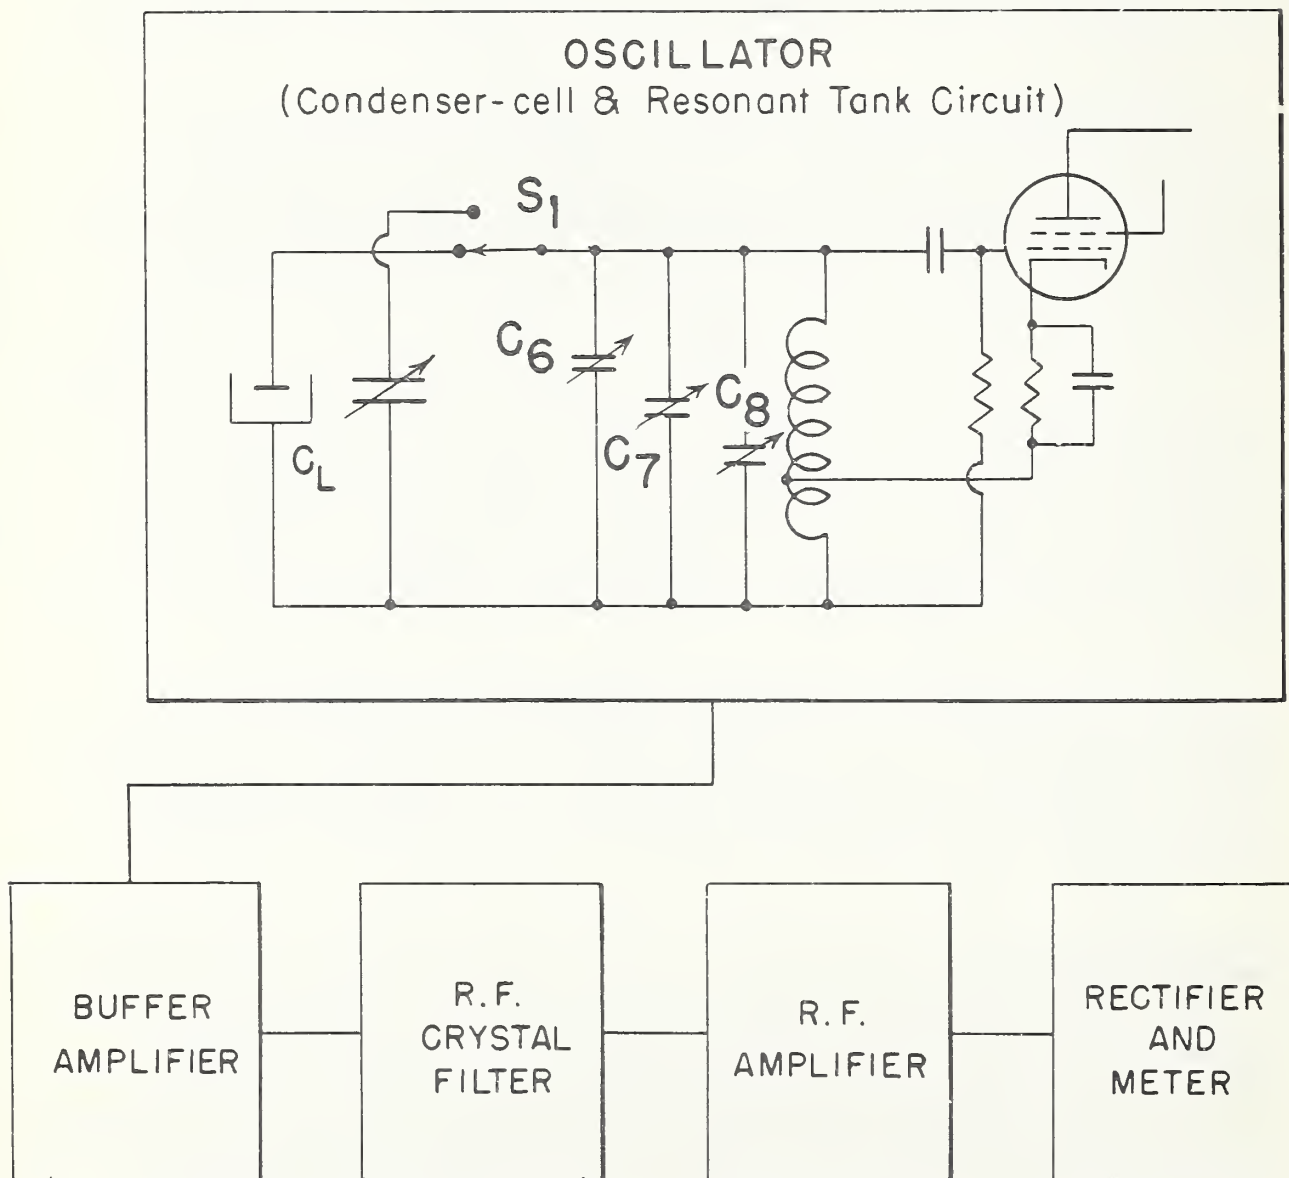 OSCILLATOR
(Condenser-cell & Resonant Tank Circuit)
S1
C6
C8
C7
CL
BUFFER
AMPLIFIER
R. F.
CRYSTAL
FILTER
R. F.
AMPLIFIER
RECTIFIER
AND
METER